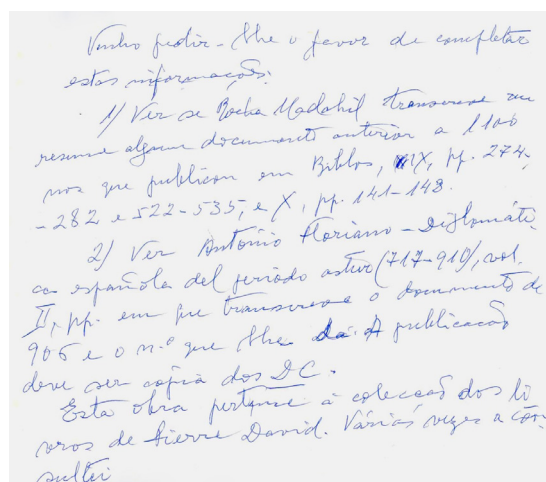 Venho pedir-lhe o favor de completar
estas informações:
1) Ver se Rocha Madahil transcreve ou
resume algum documento anterior a 1100
nos que publicou em Biblos, IX, pp. 274-
-282 e 522-535, e X, pp. 141-148.
2) Ver António Floriano - Diplomáti-
ca española del periodo astur (717-910), vol.
II, pp. em que transcreve o documento de
906 e o n.º que lhe dá. A publicação
deve ser cópia dos DC.
Esta obra pertence à colecção dos li-
vros de Pierre David. Várias vezes a con-
sultei